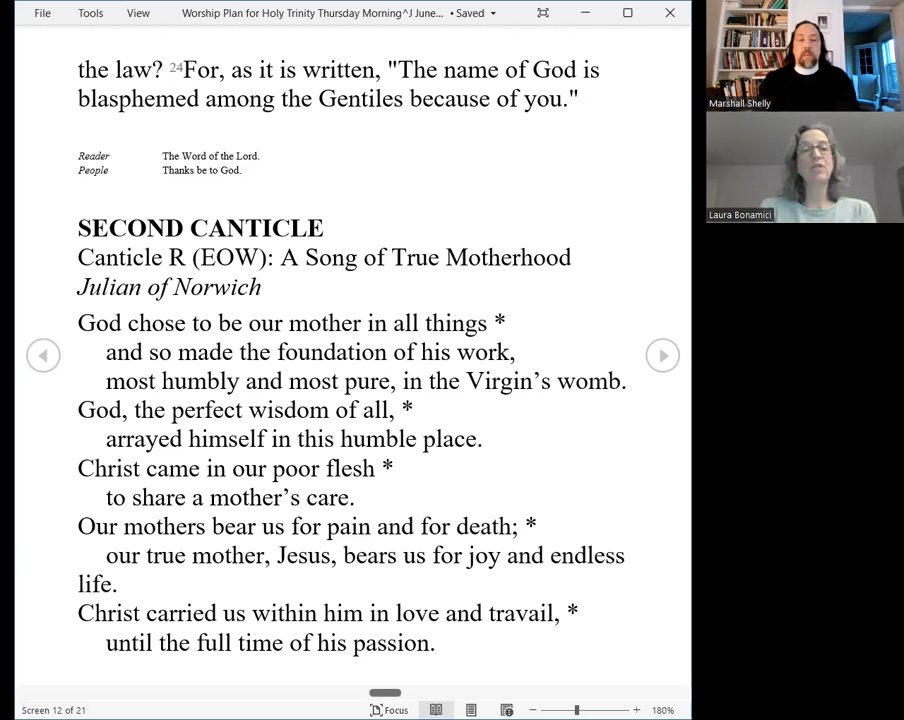 File Tools View Worship Plan for Holy Trinity Thursday Morning^J June... • Saved
the law? 24For, as it is written, "The name of God is
blasphemed among the Gentiles because of you."
Reader The Word of the Lord.
People Thanks be to God.
SECOND CANTICLE
Canticle R (EOW): A Song of True Motherhood
Julian of Norwich
God chose to be our mother in all things *
and so made the foundation of his work,
most humbly and most pure, in the Virgin’s womb.
God, the perfect wisdom of all, *
arrayed himself in this humble place.
Christ came in our poor flesh *
to share a mother’s care.
Our mothers bear us for pain and for death; *
our true mother, Jesus, bears us for joy and endless
life.
Christ carried us within him in love and travail, *
until the full time of his passion.
Screen 12 of 21 Focus 180%
Marshall Shelly
Laura Bonamici